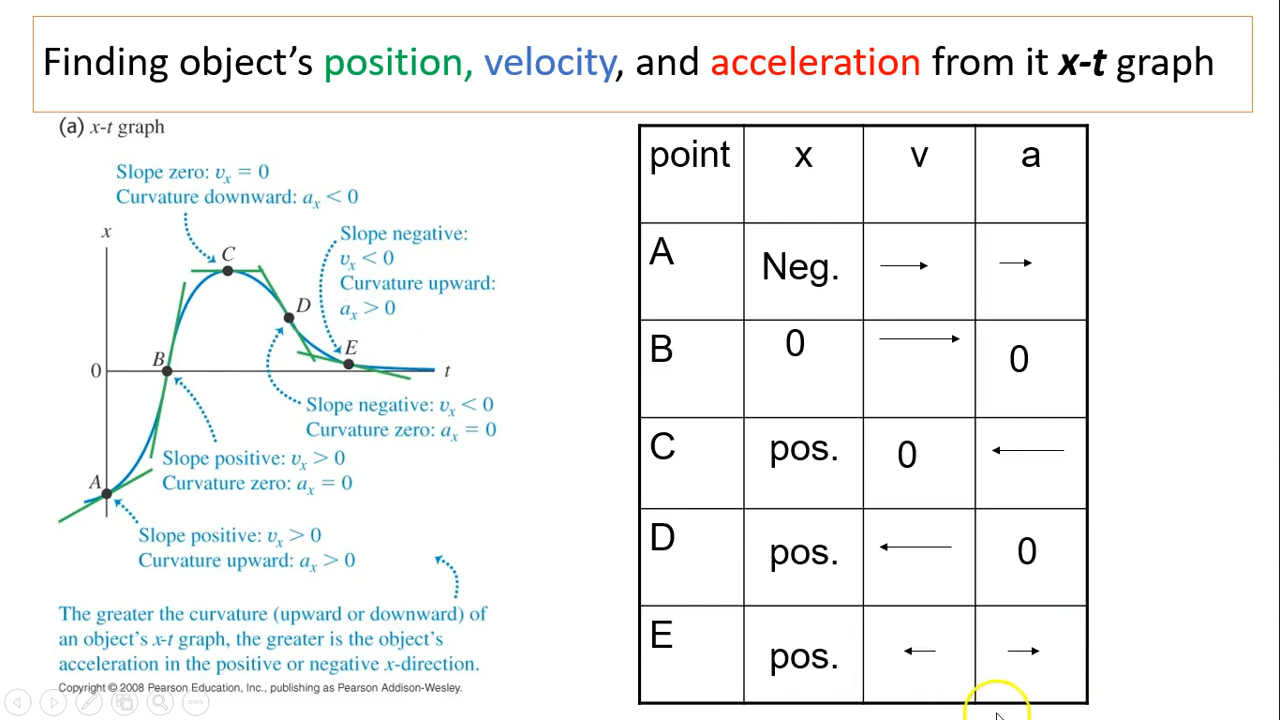 Finding object's position, velocity, and acceleration from it x-t graph
(a) x-t graph
Slope zero: vₓ = 0
Curvature downward: aₓ < 0
x
C
Slope negative:
vₓ < 0
Curvature upward:
aₓ > 0
D
E
B
0
t
Slope negative: vₓ < 0
Curvature zero: aₓ = 0
Slope positive: vₓ > 0
Curvature zero: aₓ = 0
A
Slope positive: vₓ > 0
Curvature upward: aₓ > 0
The greater the curvature (upward or downward) of
an object's x-t graph, the greater is the object's
acceleration in the positive or negative x-direction.
Copyright © 2008 Pearson Education, Inc., publishing as Pearson Addison-Wesley.
point x v a
A Neg. → →
B 0 → 0
C pos. 0 ←
D pos. ← 0
E pos. ← →